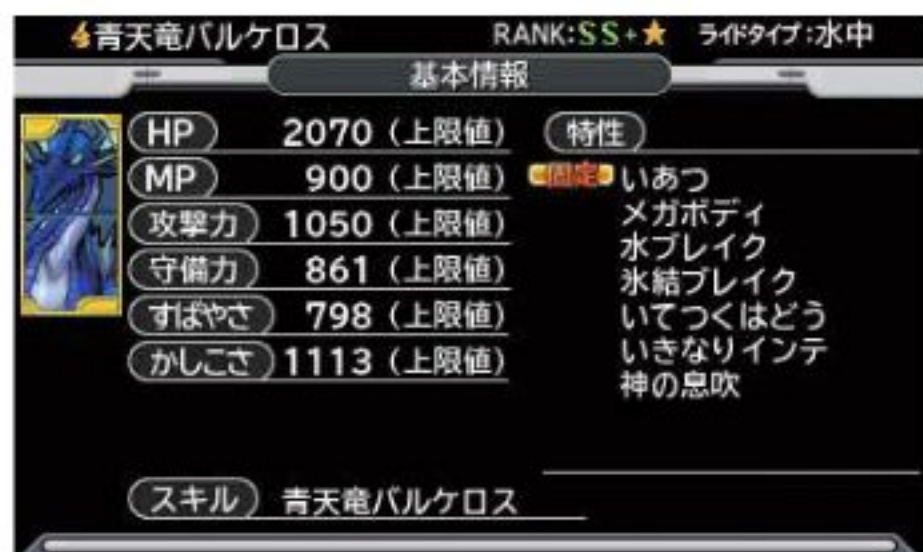 青天竜バルケロス RANK:SS+★ ライドタイプ:水中
基本情報
HP 2070 (上限値) 特性
MP 900 (上限値) 固定 いあつ
攻撃力 1050 (上限値) メガボディ
水ブレイク
守備力 861 (上限値) 氷結ブレイク
すばやさ 798 (上限値) いてつくはどう
かしこさ 1113 (上限値) いきなりインテ
神の息吹
スキル 青天竜バルケロス